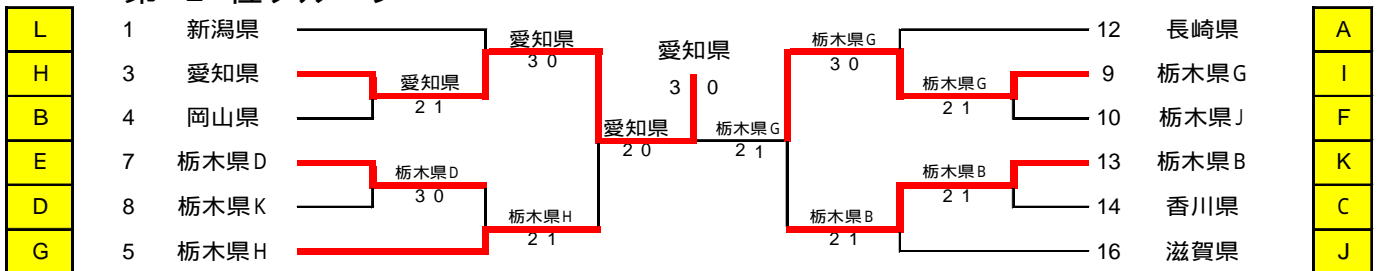 L 1 新潟県 12 長崎県 A
愛知県 3 0 愛知県 栃木県G 3 0
H 3 愛知県 9 栃木県G I
愛知県 2 1 3 0 栃木県G 2 1
B 4 岡山県 10 栃木県J F
愛知県 2 0 栃木県G 2 1
E 7 栃木県D 13 栃木県B K
栃木県D 3 0 栃木県B 2 1
D 8 栃木県K 14 香川県 C
栃木県H 2 1 栃木県B 2 1
G 5 栃木県H 16 滋賀県 J